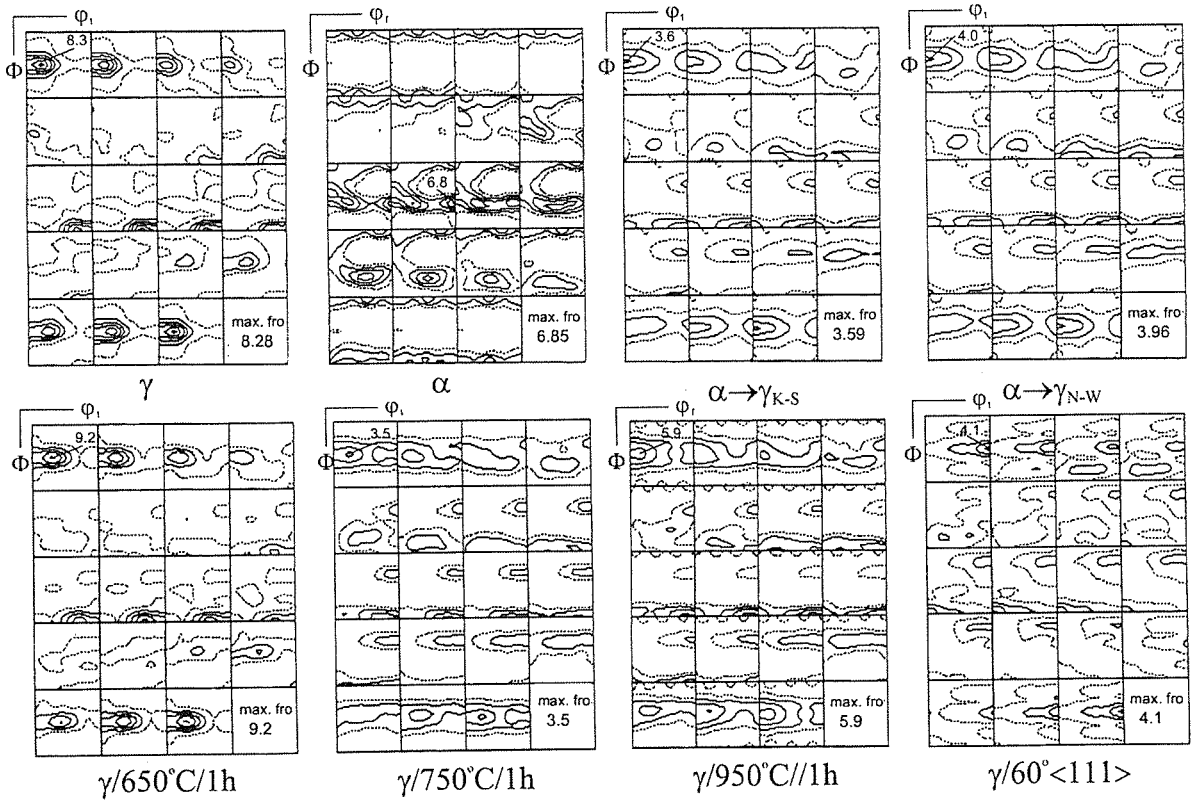 φ₁ φ₁ φ₁ φ₁
8.3 3.6 4.0
Φ Φ Φ Φ
6.8
max. fro max. fro max. fro max. fro
8.28 6.85 3.59 3.96
γ α α→γK-S α→γN-W
φ₁ φ₁ φ₁ φ₁
9.2 3.5 5.9 4.1
Φ Φ Φ Φ
max. fro max. fro max. fro max. fro
9.2 3.5 5.9 4.1
γ/650°C/1h γ/750°C/1h γ/950°C//1h γ/60°<111>